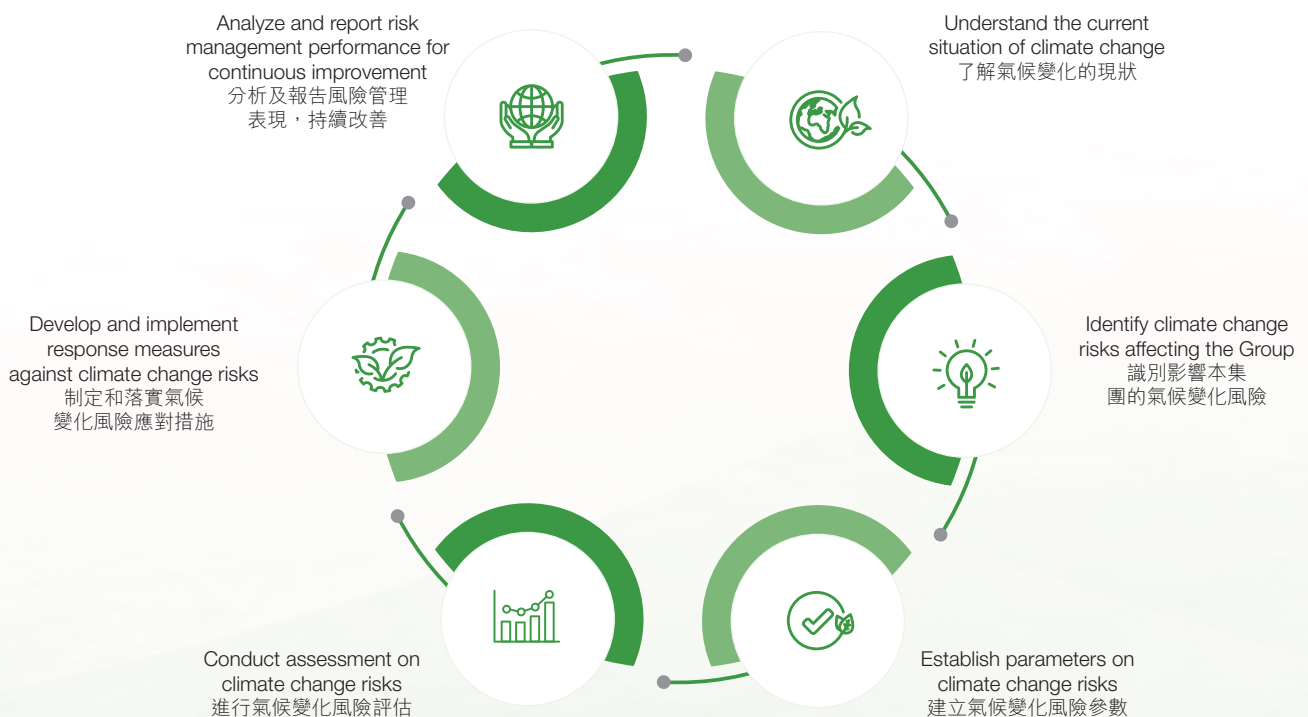 Analyze and report risk
management performance for
continuous improvement
分析及報告風險管理
表現，持續改善
Understand the current
situation of climate change
了解氣候變化的現狀
Identify climate change
risks affecting the Group
識別影響本集
團的氣候變化風險
Establish parameters on
climate change risks
建立氣候變化風險參數
Conduct assessment on
climate change risks
進行氣候變化風險評估
Develop and implement
response measures
against climate change risks
制定和落實氣候
變化風險應對措施